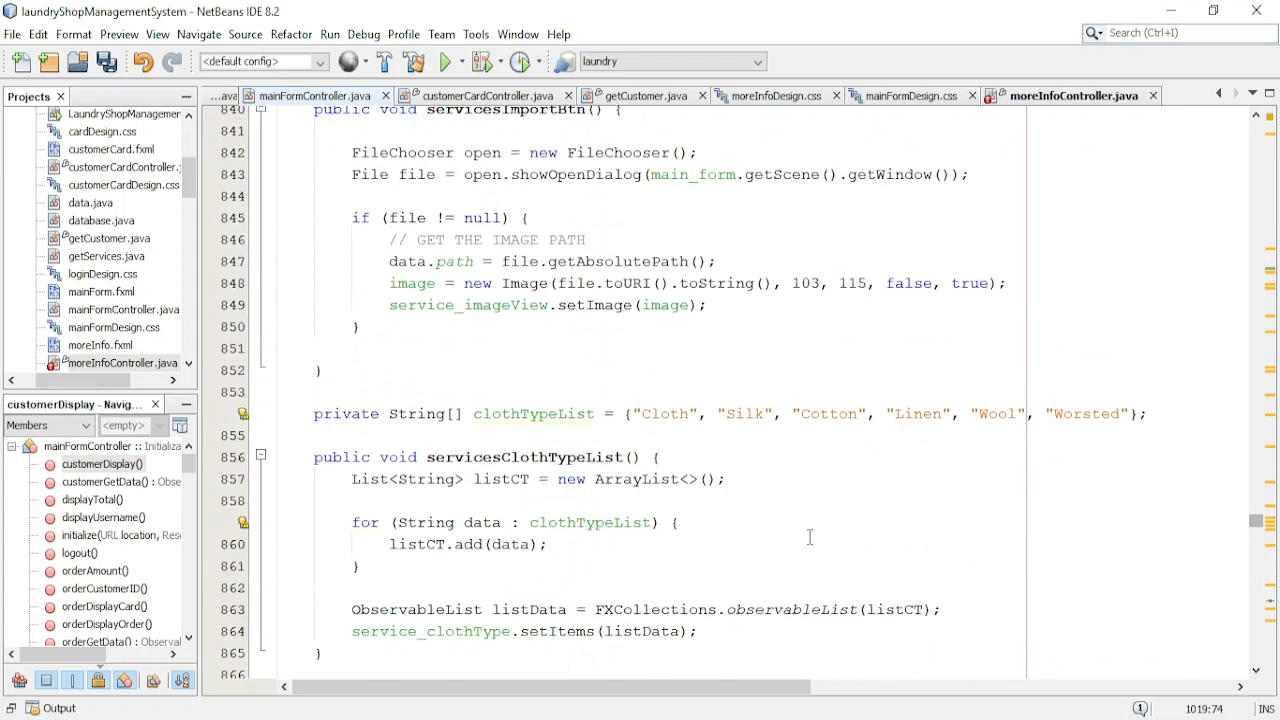 laundryShopManagementSystem - NetBeans IDE 8.2
File Edit Format Preview View Navigate Source Refactor Run Debug Profile Team Tools Window Help
Search (Ctrl+I)
<default config>
laundry
Projects
...ava
mainFormController.java
customerCardController.java
getCustomer.java
moreInfoDesign.css
mainFormDesign.css
moreInfoController.java
LaundryShopManagemen
cardDesign.css
customerCard.fxml
customerCardController.
customerCardDesign.css
data.java
database.java
getCustomer.java
getServices.java
loginDesign.css
mainForm.fxml
mainFormController.java
mainFormDesign.css
moreInfo.fxml
moreInfoController.java
customerDisplay - Navig...
Members
<empty>
mainFormController :: Initializa
customerDisplay()
customerGetData() : Obse
displayTotal()
displayUsername()
initialize(URL location, Res
logout()
orderAmount()
orderCustomerID()
orderDisplayCard()
orderDisplayOrder()
orderGetData() : Observal
840 public void servicesImportBtn() {
841
842 FileChooser open = new FileChooser();
843 File file = open.showOpenDialog(main_form.getScene().getWindow());
844
845 if (file != null) {
846 // GET THE IMAGE PATH
847 data.path = file.getAbsolutePath();
848 image = new Image(file.toURI().toString(), 103, 115, false, true);
849 service_imageView.setImage(image);
850 }
851
852 }
853
private String[] clothTypeList = {"Cloth", "Silk", "Cotton", "Linen", "Wool", "Worsted"};
855
856 public void servicesClothTypeList() {
857 List<String> listCT = new ArrayList<>();
858
for (String data : clothTypeList) {
860 listCT.add(data);
861 }
862
863 ObservableList listData = FXCollections.observableList(listCT);
864 service_clothType.setItems(listData);
865 }
866
Output
1 1019:74 INS